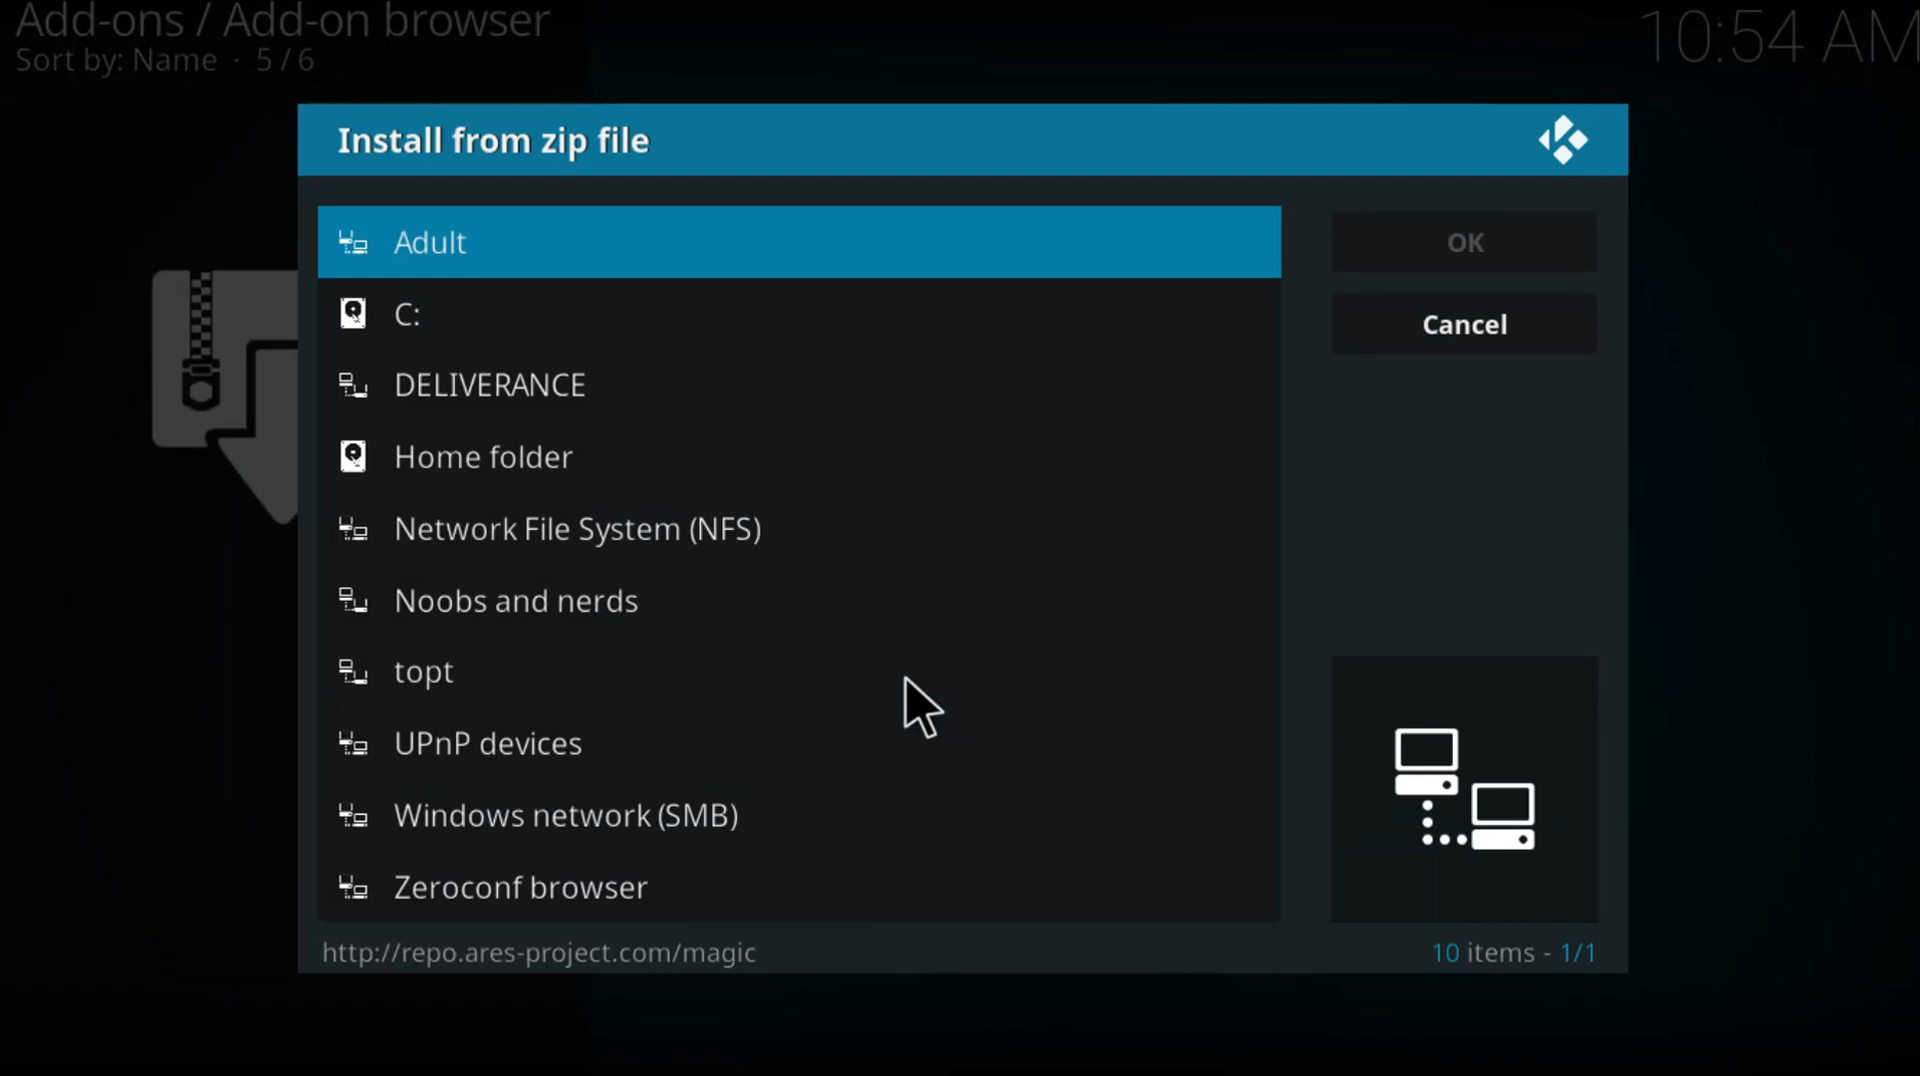 Add-ons / Add-on browser
Sort by: Name · 5 / 6
10:54 AM
Install from zip file
Adult
C:
DELIVERANCE
Home folder
Network File System (NFS)
Noobs and nerds
topt
UPnP devices
Windows network (SMB)
Zeroconf browser
OK
Cancel
http://repo.ares-project.com/magic
10 items - 1/1